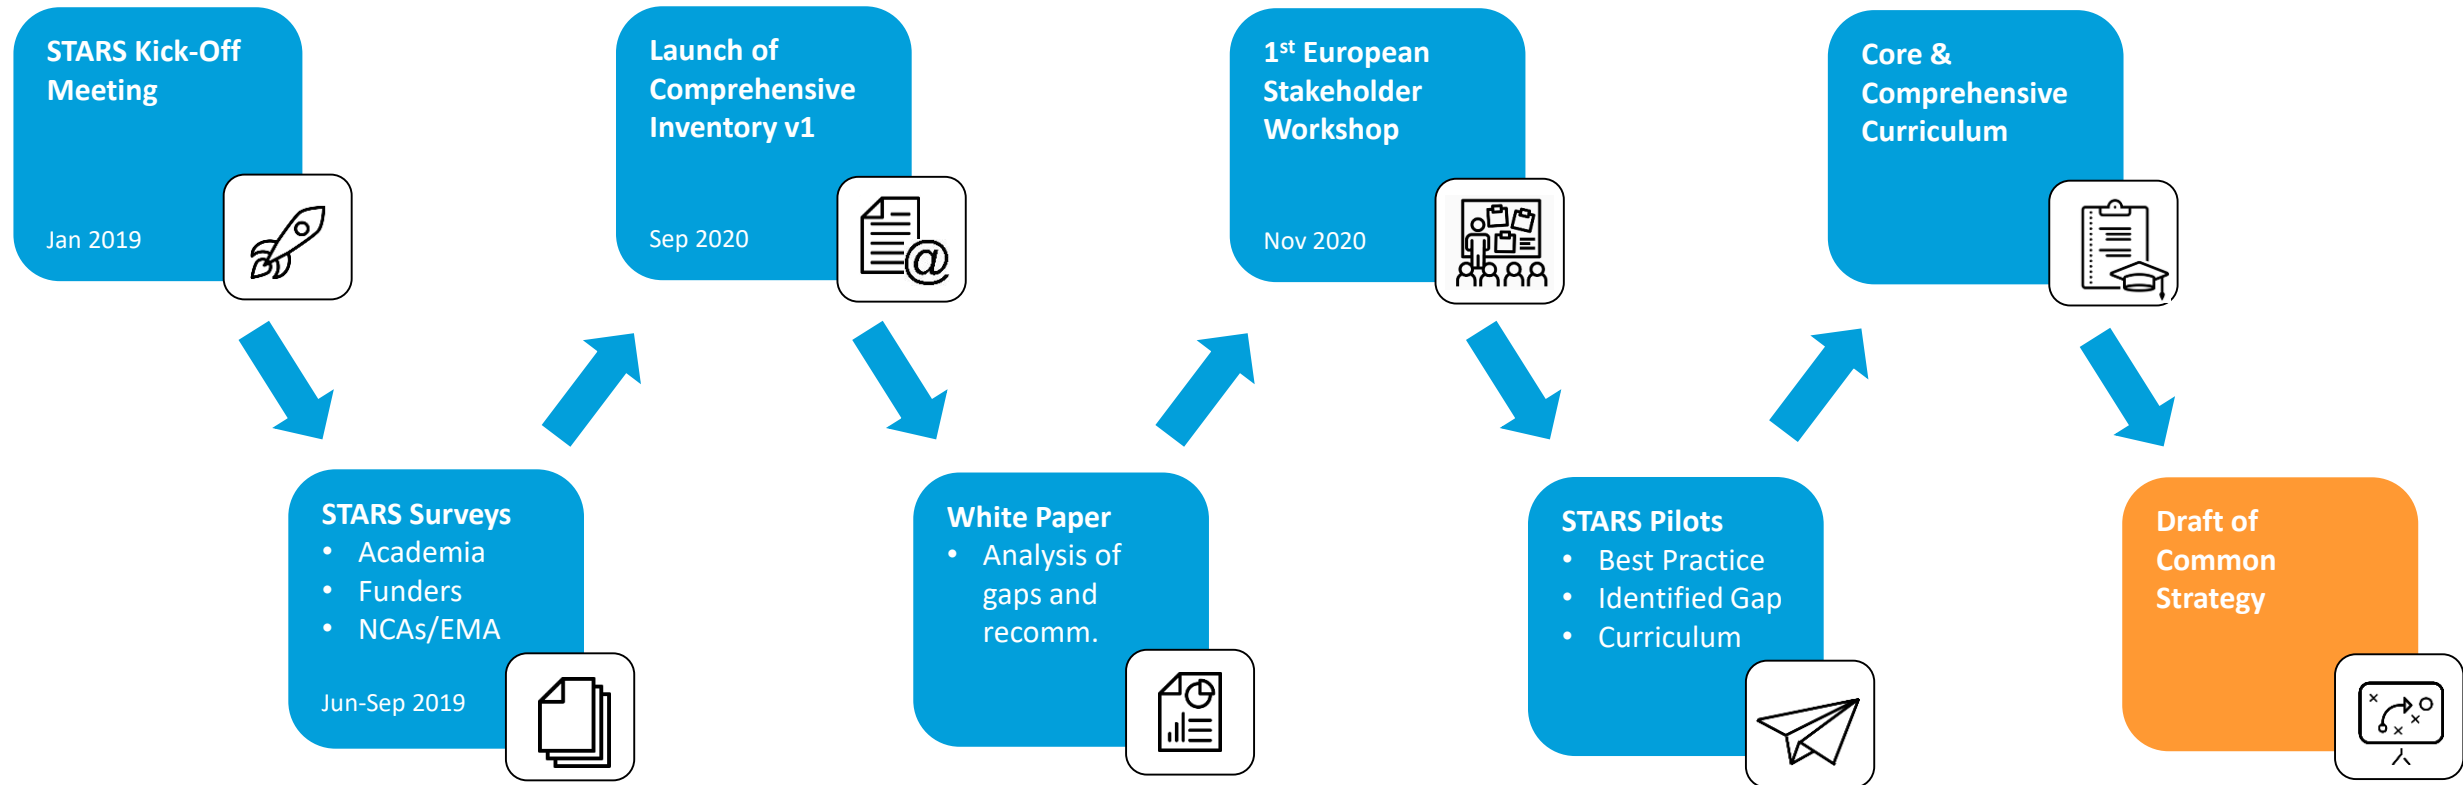 STARS Kick-Off
Meeting
Jan 2019
STARS Surveys
• Academia
• Funders
• NCAs/EMA
Jun-Sep 2019
Launch of
Comprehensive
Inventory v1
Sep 2020
@
White Paper
• Analysis of
gaps and
recomm.
1st European
Stakeholder
Workshop
Nov 2020
STARS Pilots
• Best Practice
• Identified Gap
• Curriculum
Core &
Comprehensive
Curriculum
Draft of
Common
Strategy